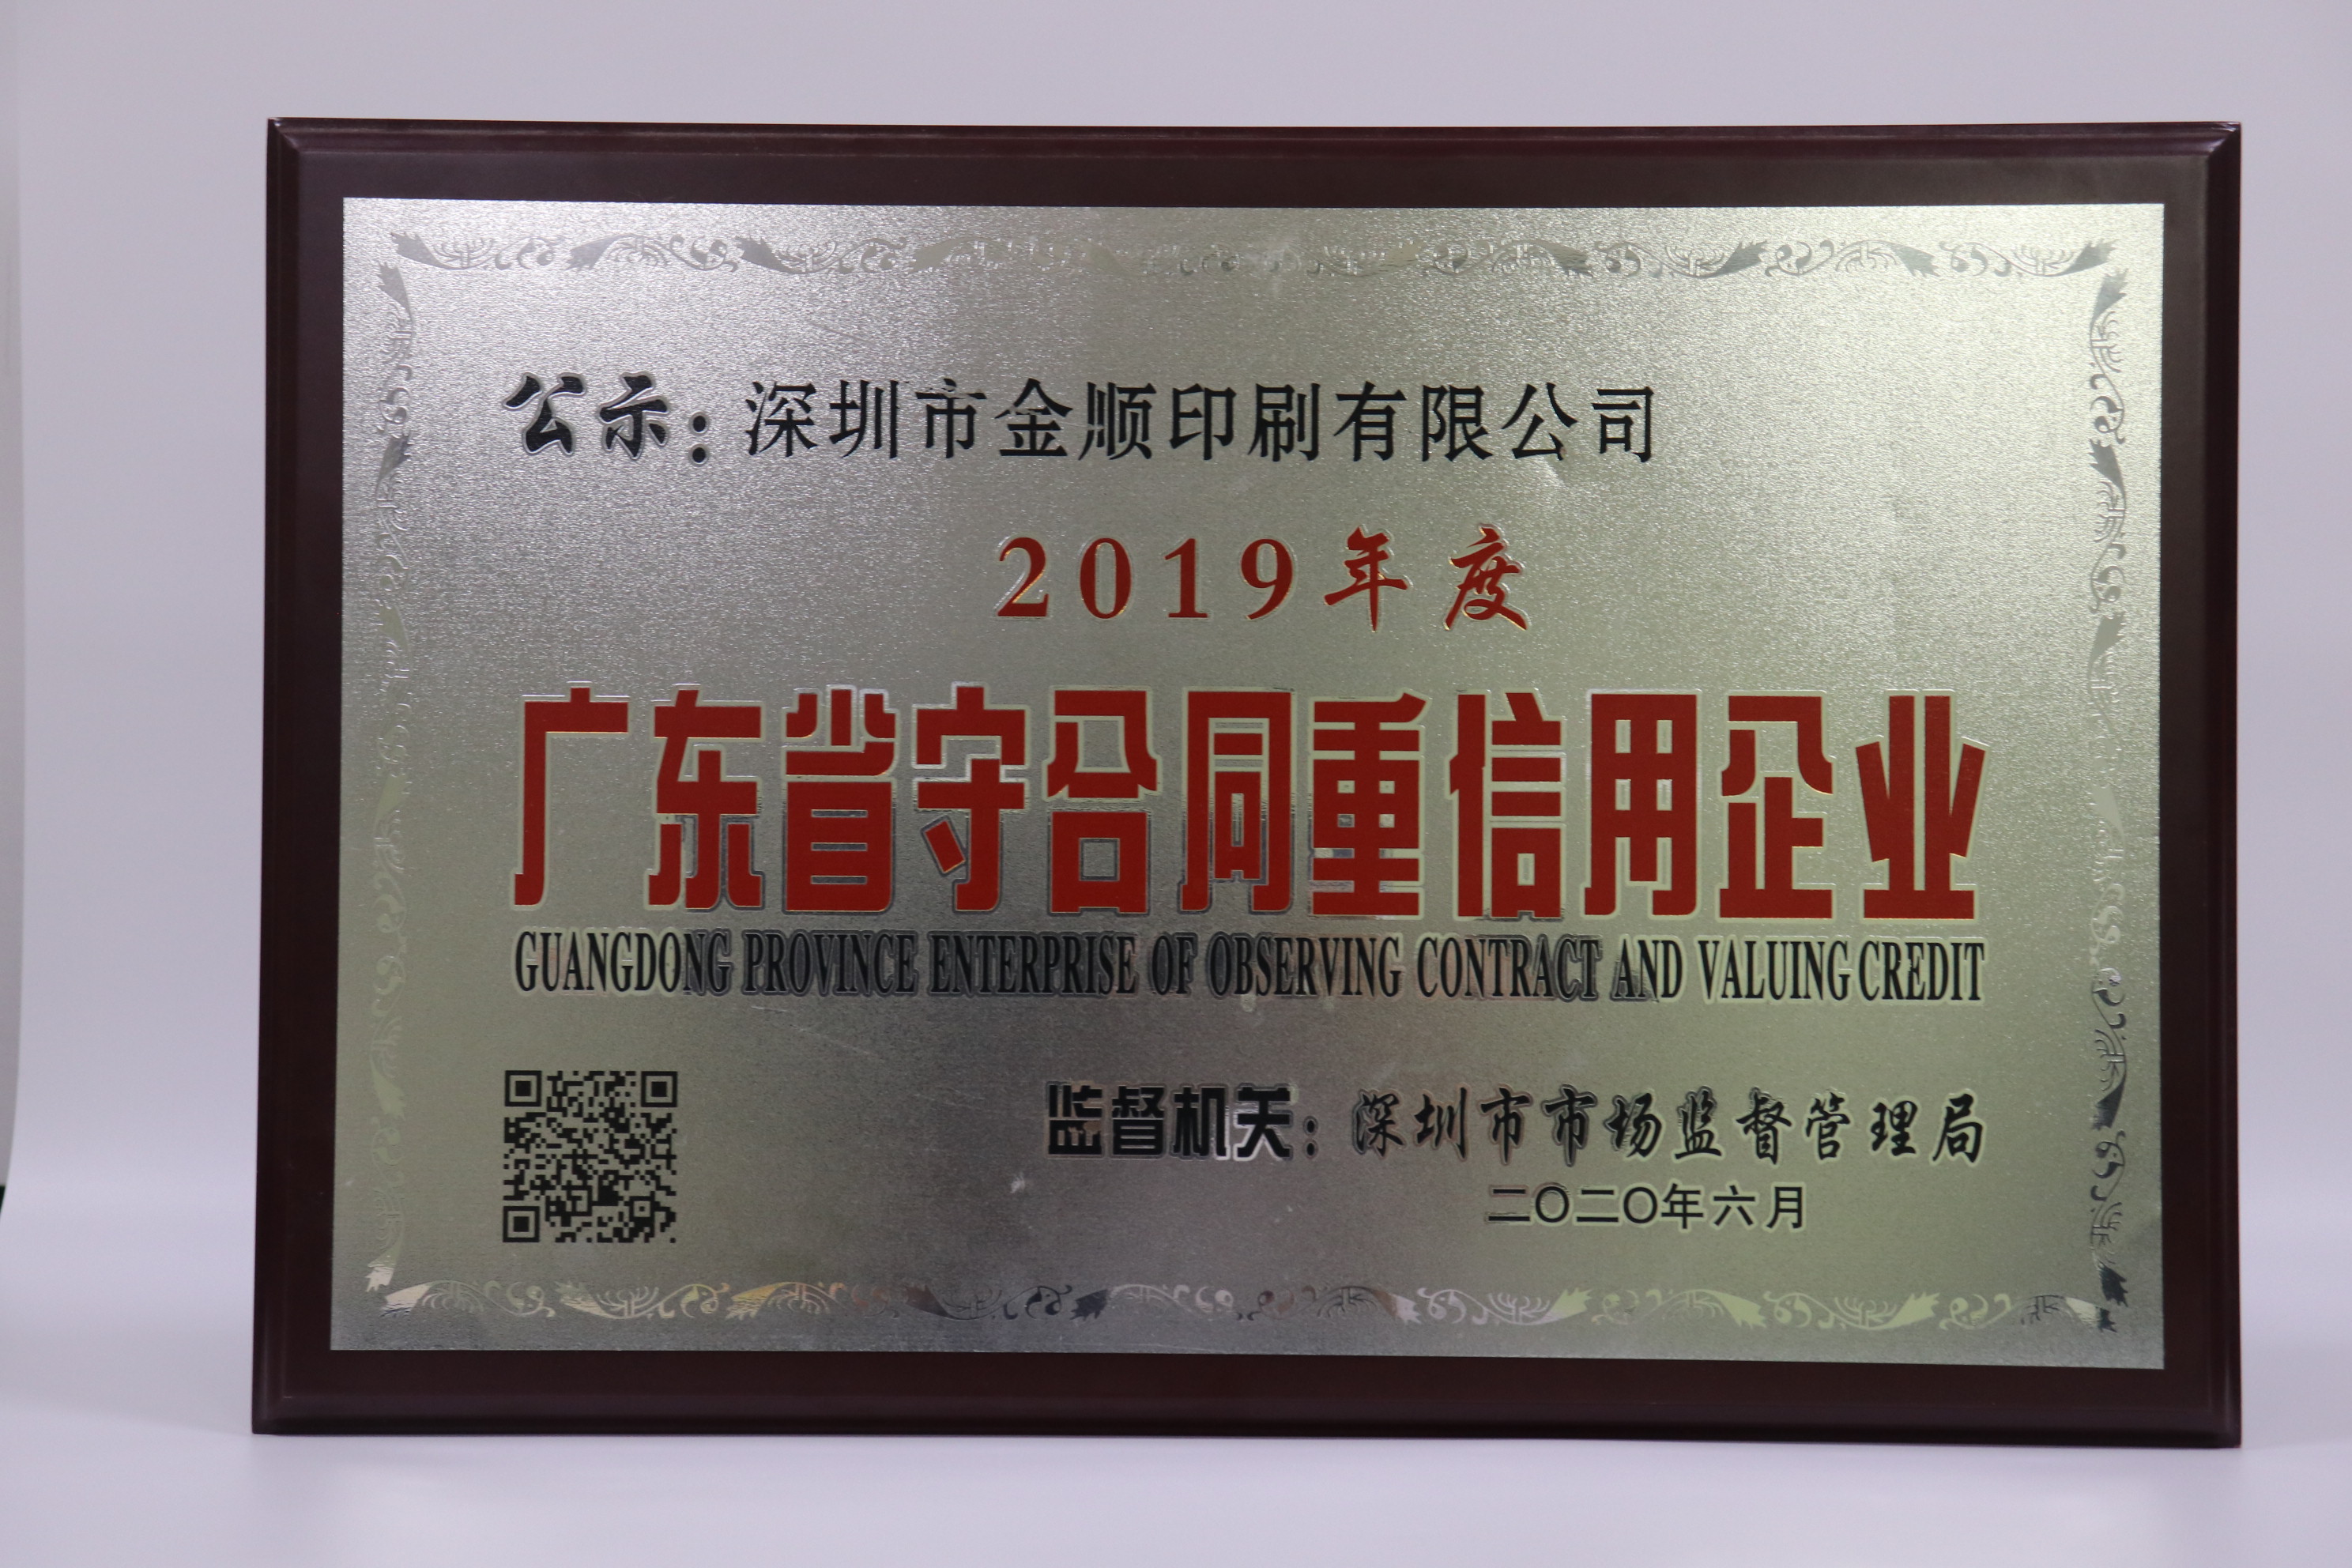 公示：深圳市金顺印刷有限公司
2019年度
广东省守合同重信用企业
GUANGDONG PROVINCE ENTERPRISE OF OBSERVING CONTRACT AND VALUING CREDIT
监督机关：深圳市市场监督管理局
二〇二〇年六月